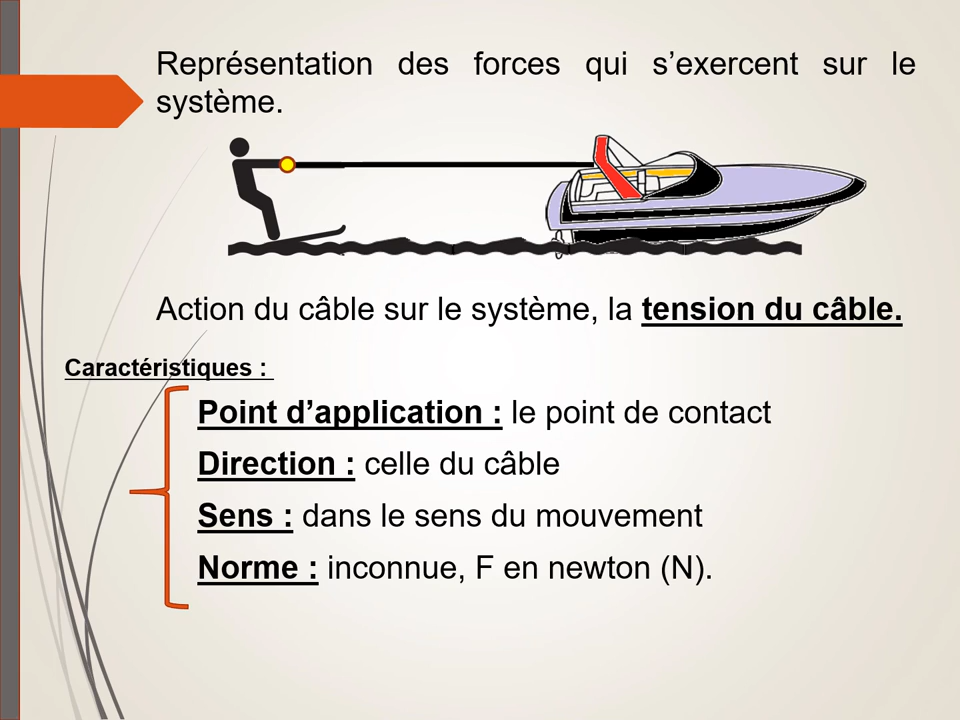 Représentation des forces qui s’exercent sur le
système.
Action du câble sur le système, la tension du câble.
Caractéristiques :
Point d’application : le point de contact
Direction : celle du câble
Sens : dans le sens du mouvement
Norme : inconnue, F en newton (N).